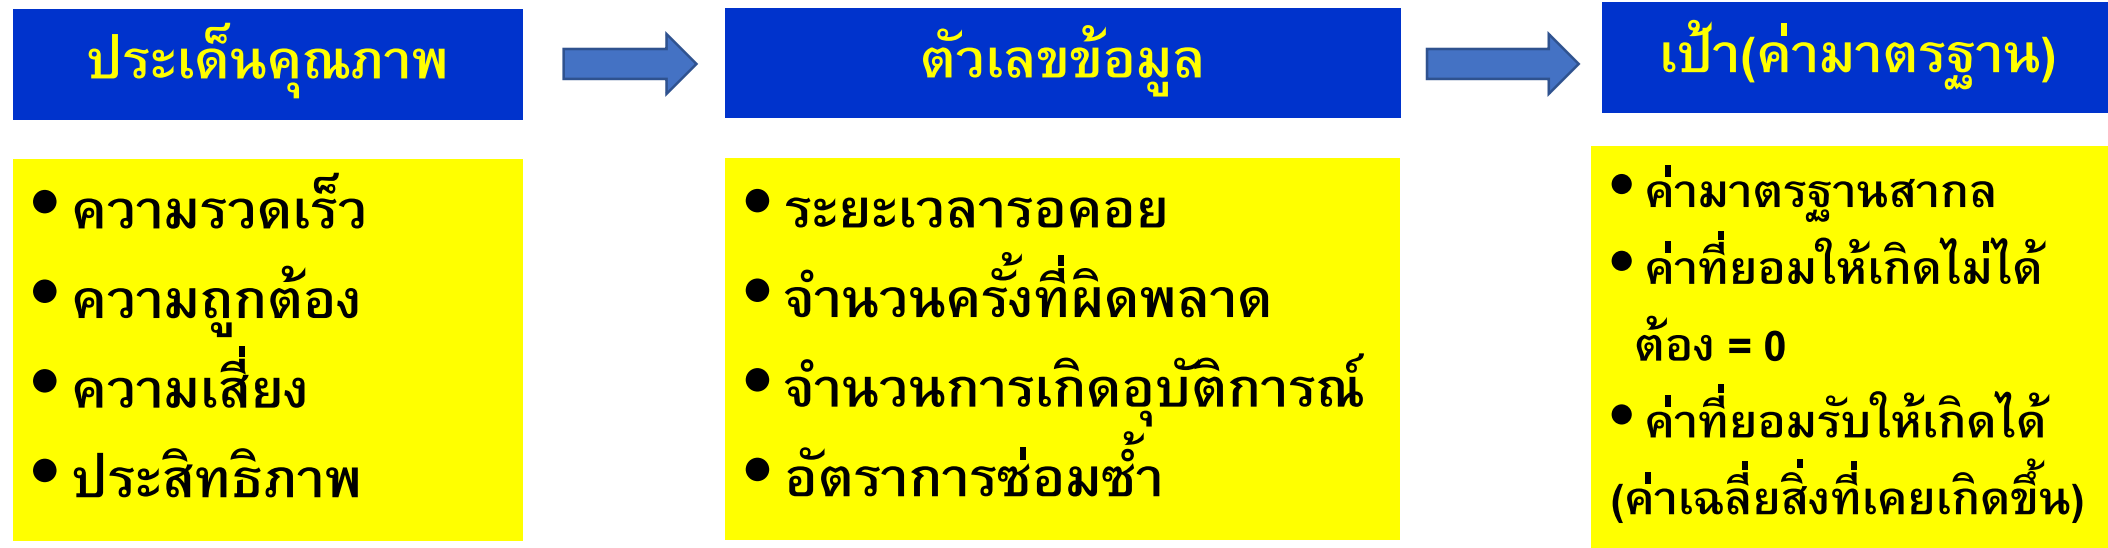 ประเด็นคุณภาพ
ตัวเลขข้อมูล
เป้า(ค่ามาตรฐาน)
• ความรวดเร็ว
• ความถูกต้อง
• ความเสี่ยง
• ประสิทธิภาพ
• ระยะเวลารอคอย
• จำนวนครั้งที่ผิดพลาด
• จำนวนการเกิดอุบัติการณ์
• อัตราการซ่อมซ้ำ
• ค่ามาตรฐานสากล
• ค่าที่ยอมให้เกิดไม่ได้
ต้อง = 0
• ค่าที่ยอมรับให้เกิดได้
(ค่าเฉลี่ยสิ่งที่เคยเกิดขึ้น)